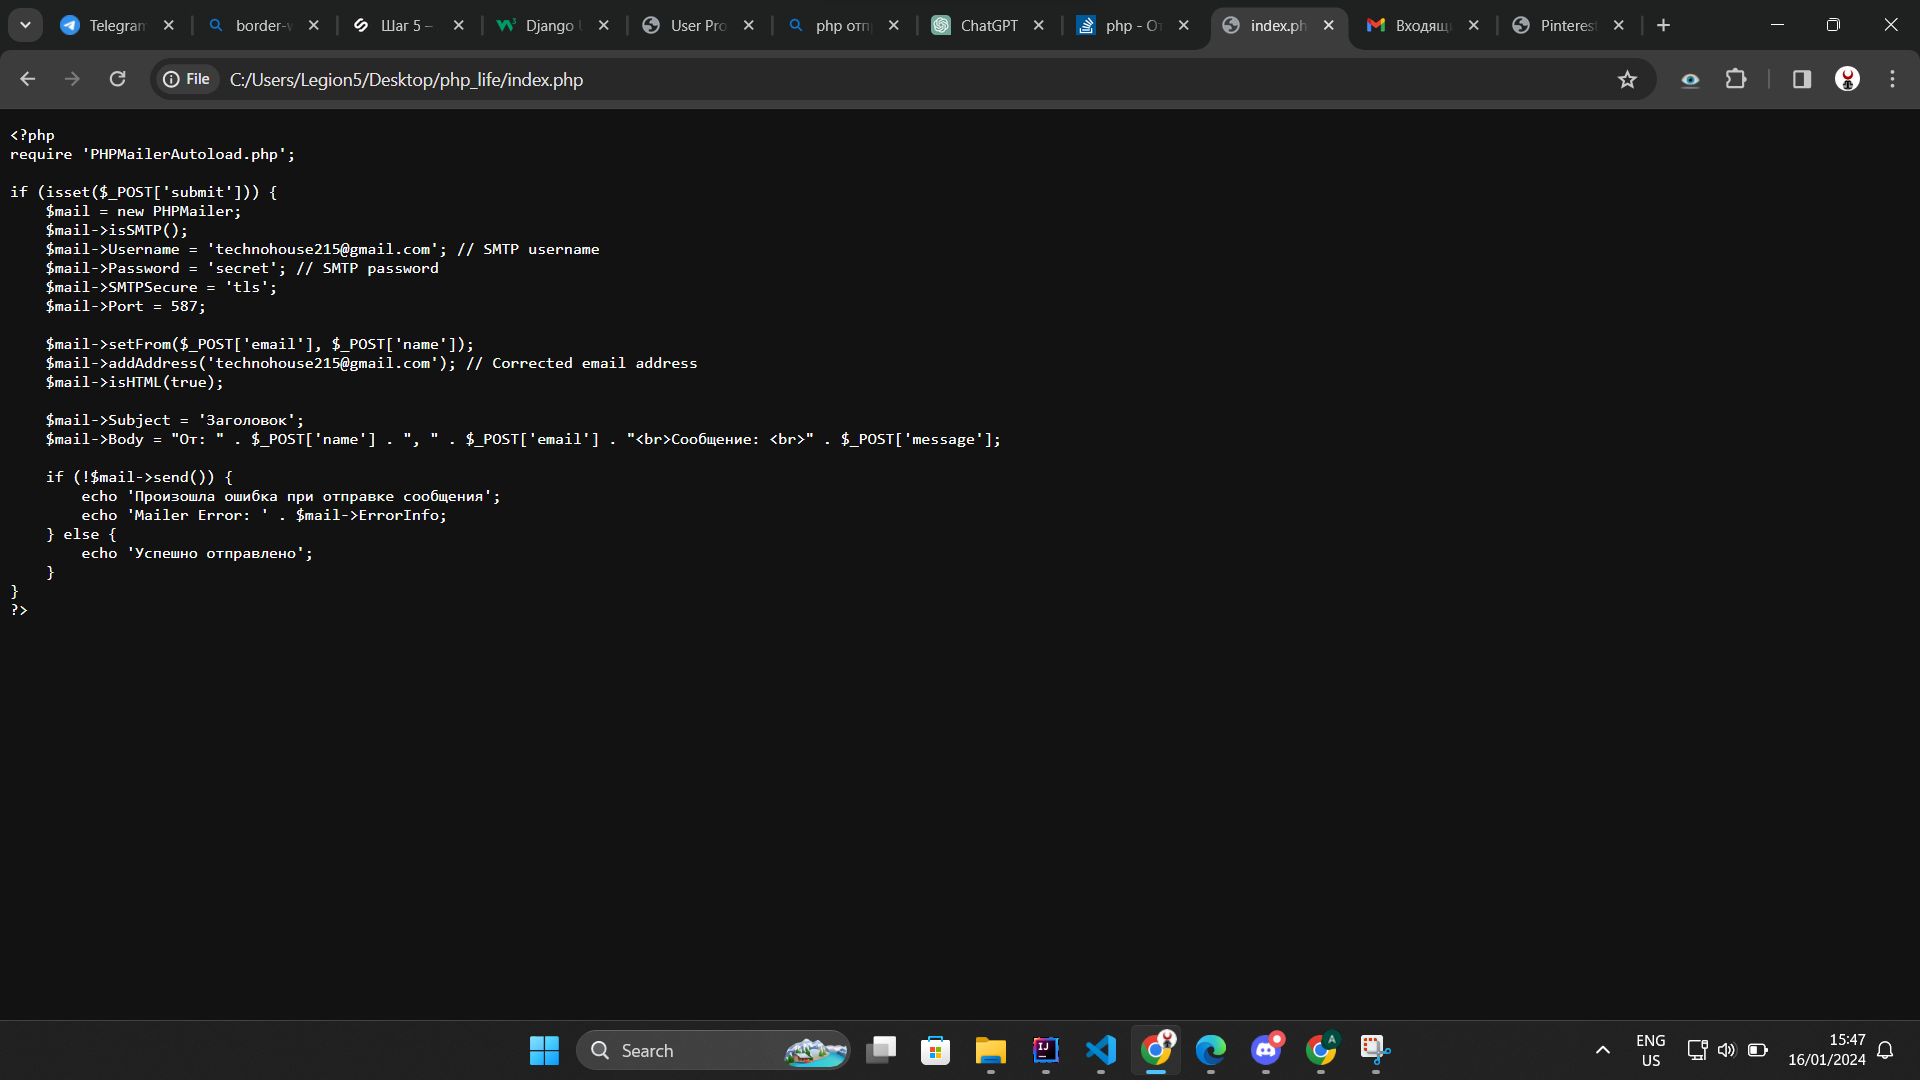 Telegram
border-w
Шаг 5 –
Django
User Pro
php отп
ChatGPT
php - От
index.ph
Входящи
Pinterest
File
C:/Users/Legion5/Desktop/php_life/index.php
<?php
require 'PHPMailerAutoload.php';
if (isset($_POST['submit'])) {
    $mail = new PHPMailer;
    $mail->isSMTP();
    $mail->Username = 'technohouse215@gmail.com'; // SMTP username
    $mail->Password = 'secret'; // SMTP password
    $mail->SMTPSecure = 'tls';
    $mail->Port = 587;
    $mail->setFrom($_POST['email'], $_POST['name']);
    $mail->addAddress('technohouse215@gmail.com'); // Corrected email address
    $mail->isHTML(true);
    $mail->Subject = 'Заголовок';
    $mail->Body = "От: " . $_POST['name'] . ", " . $_POST['email'] . "<br>Сообщение: <br>" . $_POST['message'];
    if (!$mail->send()) {
        echo 'Произошла ошибка при отправке сообщения';
        echo 'Mailer Error: ' . $mail->ErrorInfo;
    } else {
        echo 'Успешно отправлено';
    }
}
?>
Search
ENG
US
15:47
16/01/2024